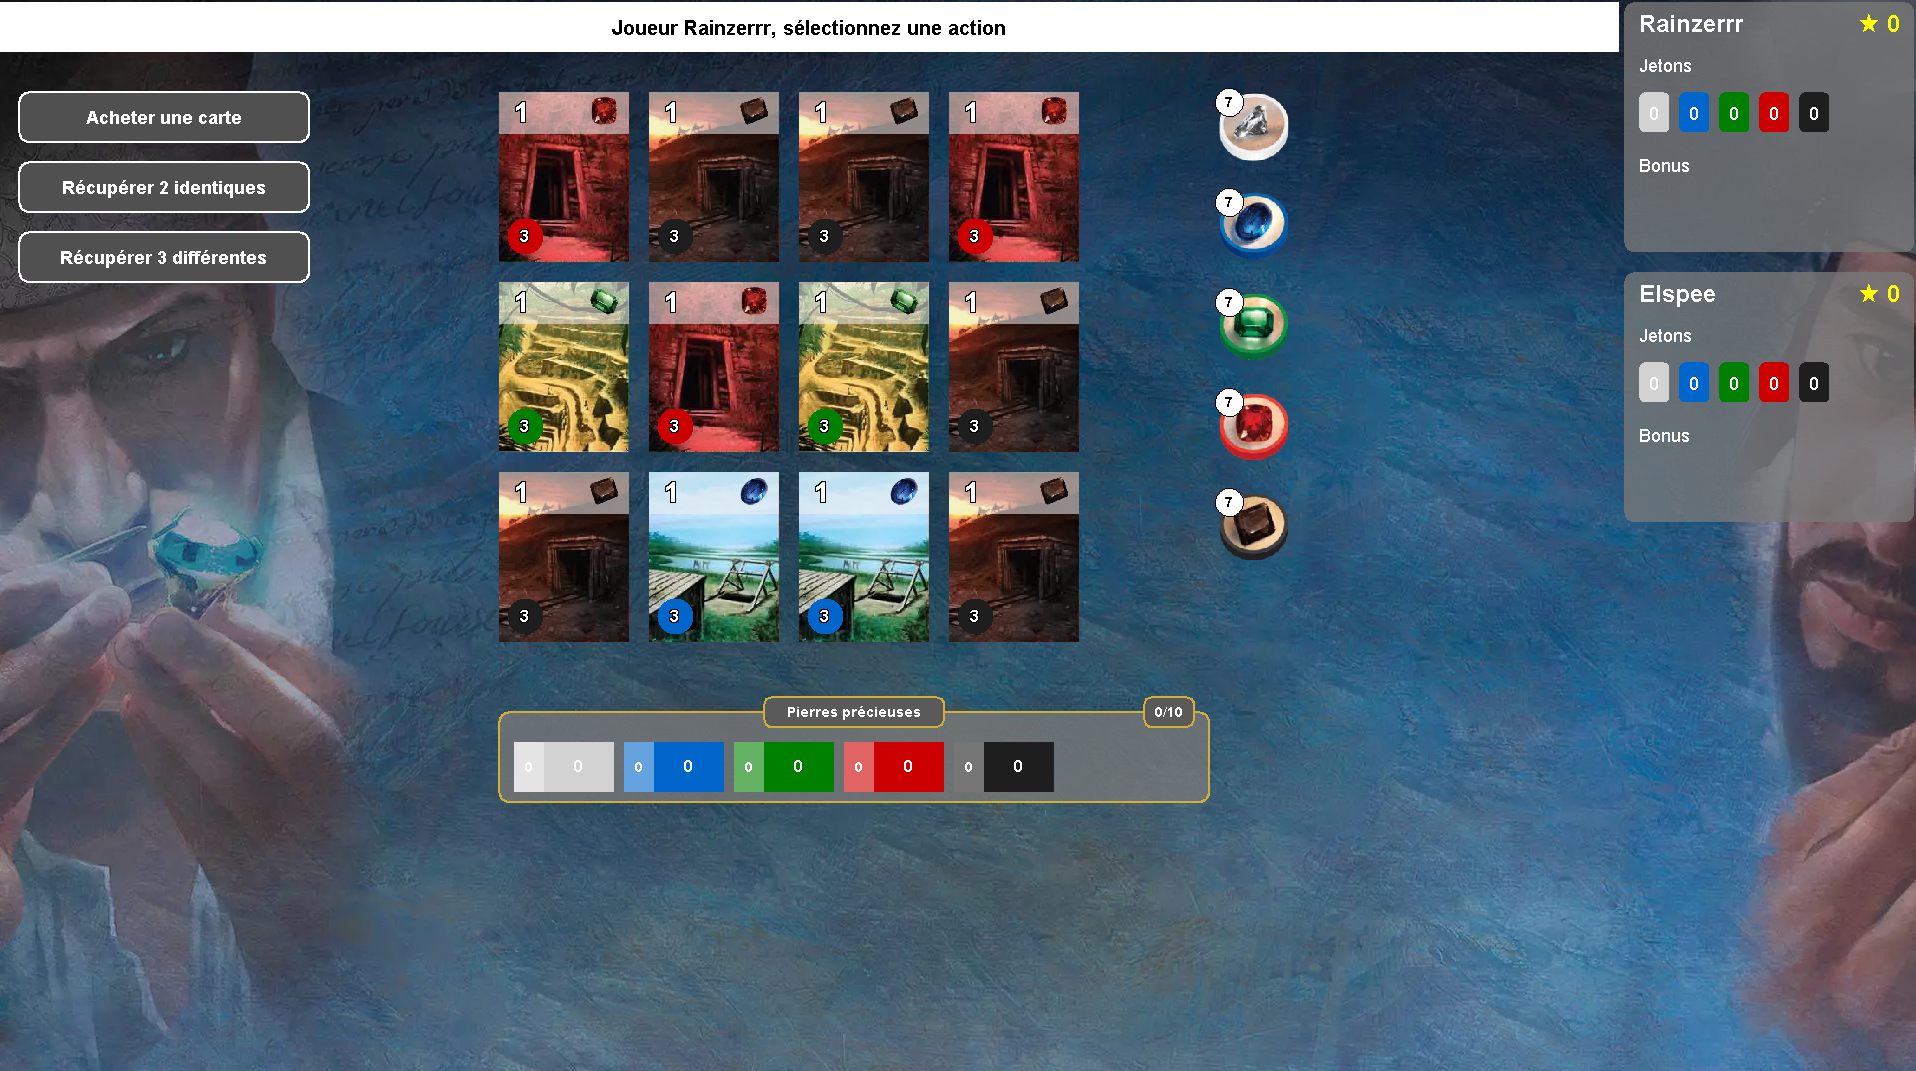 Joueur Rainzerrr, sélectionnez une action
Acheter une carte
Récupérer 2 identiques
Récupérer 3 différentes
1 1 1 1
3 3 3 3
1 1 1 1
3 3 3 3
1 1 1 1
3 3 3 3
7
7
7
7
7
Pierres précieuses 0/10
0 0 0 0 0 0 0 0 0 0
Rainzerrr ★ 0
Jetons
0 0 0 0 0
Bonus
Elspee ★ 0
Jetons
0 0 0 0 0
Bonus